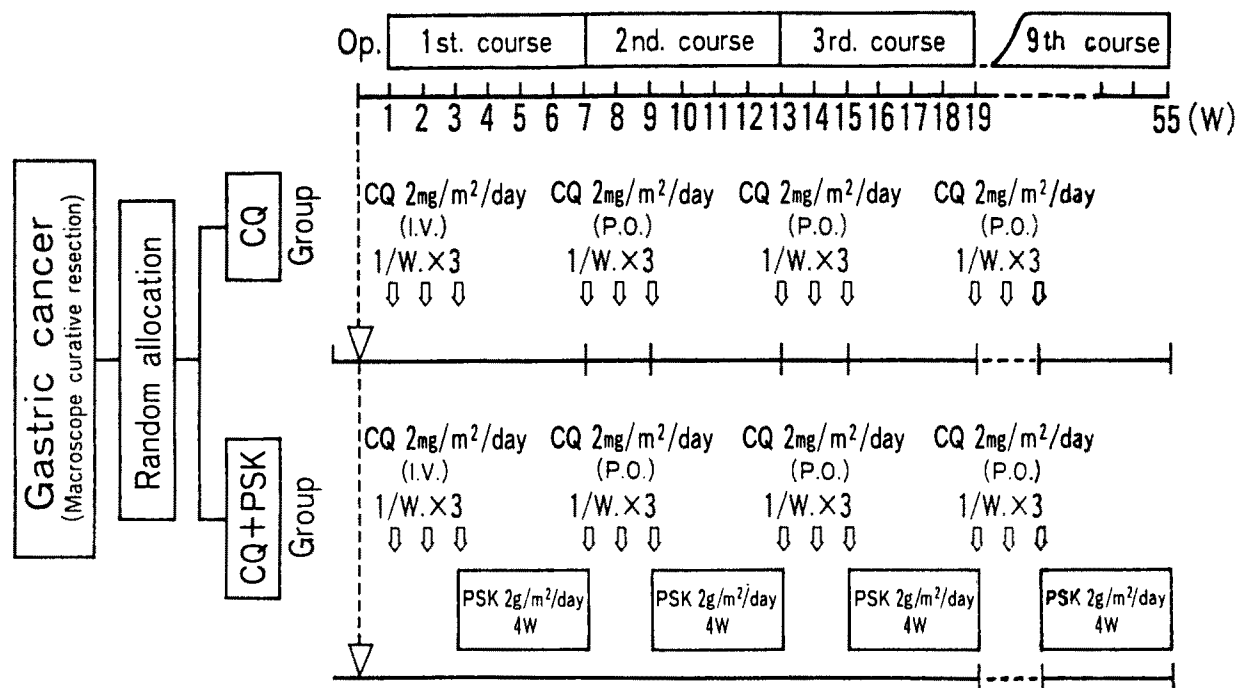 Op. 1st. course 2nd. course 3rd. course 9th course
1 2 3 4 5 6 7 8 9 10 11 12 13 14 15 16 17 18 19 55 (W)
Gastric cancer
(Macroscope curative resection)
Random allocation
CQ
Group
CQ 2mg/m²/day CQ 2mg/m²/day CQ 2mg/m²/day CQ 2mg/m²/day
(I.V.) (P.O.) (P.O.) (P.O.)
1/W.×3 1/W.×3 1/W.×3 1/W.×3
CQ+PSK
Group
CQ 2mg/m²/day CQ 2mg/m²/day CQ 2mg/m²/day CQ 2mg/m²/day
(I.V.) (P.O.) (P.O.) (P.O.)
1/W.×3 1/W.×3 1/W.×3 1/W.×3
PSK 2g/m²/day PSK 2g/m²/day PSK 2g/m²/day PSK 2g/m²/day
4W 4W 4W 4W